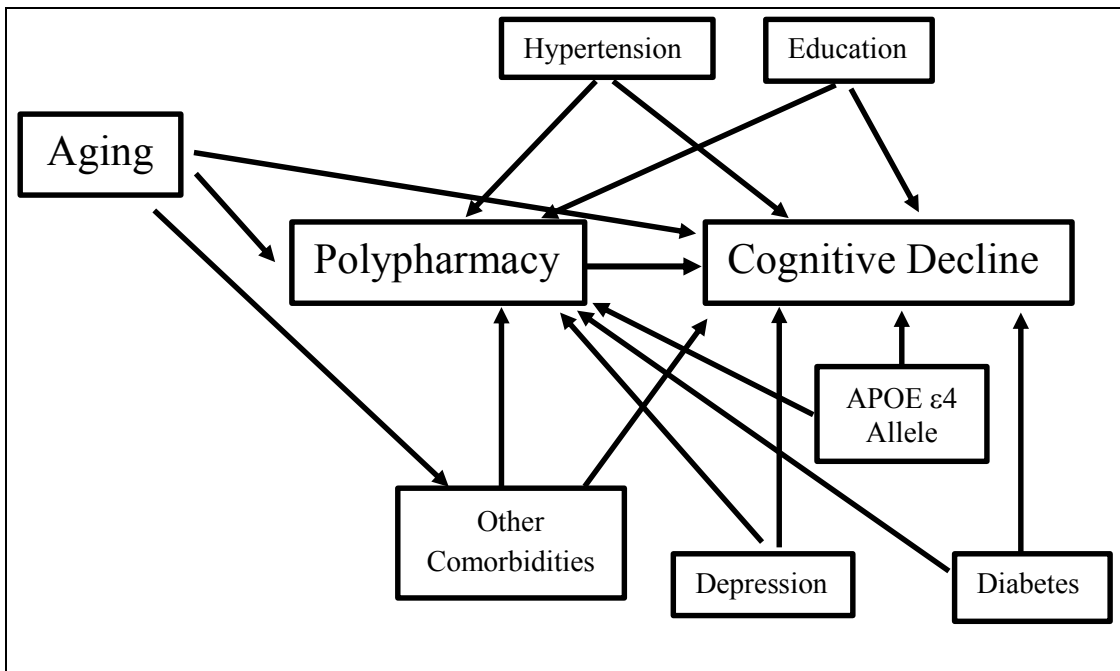 Hypertension
Education
Aging
Polypharmacy
Cognitive Decline
APOE ε4
Allele
Other
Comorbidities
Depression
Diabetes